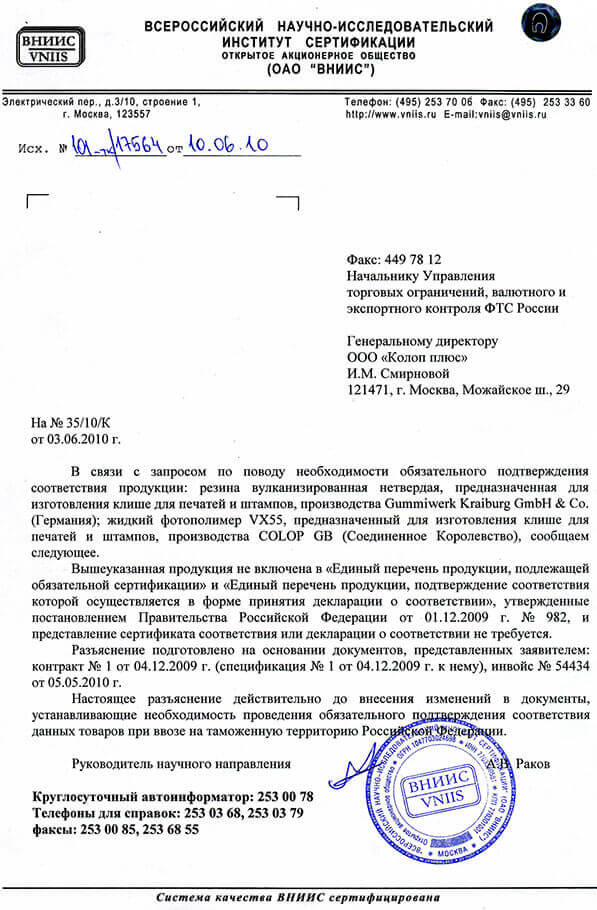 ВНИИС
VNIIS
ВСЕРОССИЙСКИЙ НАУЧНО-ИССЛЕДОВАТЕЛЬСКИЙ
ИНСТИТУТ СЕРТИФИКАЦИИ
ОТКРЫТОЕ АКЦИОНЕРНОЕ ОБЩЕСТВО
(ОАО "ВНИИС")
Электрический пер., д.3/10, строение 1,
г. Москва, 123557
Телефон: (495) 253 70 06 Факс: (495) 253 33 60
http://www.vniis.ru E-mail:vniis@vniis.ru
Исх. № 101-тк/17564 от 10.06.10
Факс: 449 78 12
Начальнику Управления
торговых ограничений, валютного и
экспортного контроля ФТС России
Генеральному директору
ООО «Колоп плюс»
И.М. Смирновой
121471, г. Москва, Можайское ш., 29
На № 35/10/К
от 03.06.2010 г.
В связи с запросом по поводу необходимости обязательного подтверждения
соответствия продукции: резина вулканизированная нетвердая, предназначенная для
изготовления клише для печатей и штампов, производства Gummiwerk Kraiburg GmbH & Co.
(Германия); жидкий фотополимер VX55, предназначенный для изготовления клише для
печатей и штампов, производства COLOP GB (Соединенное Королевство), сообщаем
следующее.
Вышеуказанная продукция не включена в «Единый перечень продукции, подлежащей
обязательной сертификации» и «Единый перечень продукции, подтверждение соответствия
которой осуществляется в форме принятия декларации о соответствии», утвержденные
постановлением Правительства Российской Федерации от 01.12.2009 г. № 982, и
представление сертификата соответствия или декларации о соответствии не требуется.
Разъяснение подготовлено на основании документов, представленных заявителем:
контракт № 1 от 04.12.2009 г. (спецификация № 1 от 04.12.2009 г. к нему), инвойс № 54434
от 05.05.2010 г.
Настоящее разъяснение действительно до внесения изменений в документы,
устанавливающие необходимость проведения обязательного подтверждения соответствия
данных товаров при ввозе на таможенную территорию Российской Федерации.
Руководитель научного направления
А.В. Раков
ВНИИС
VNIIS
МОСКВА
Круглосуточный автоинформатор: 253 00 78
Телефоны для справок: 253 03 68, 253 03 79
факсы: 253 00 85, 253 68 55
Система качества ВНИИС сертифицирована